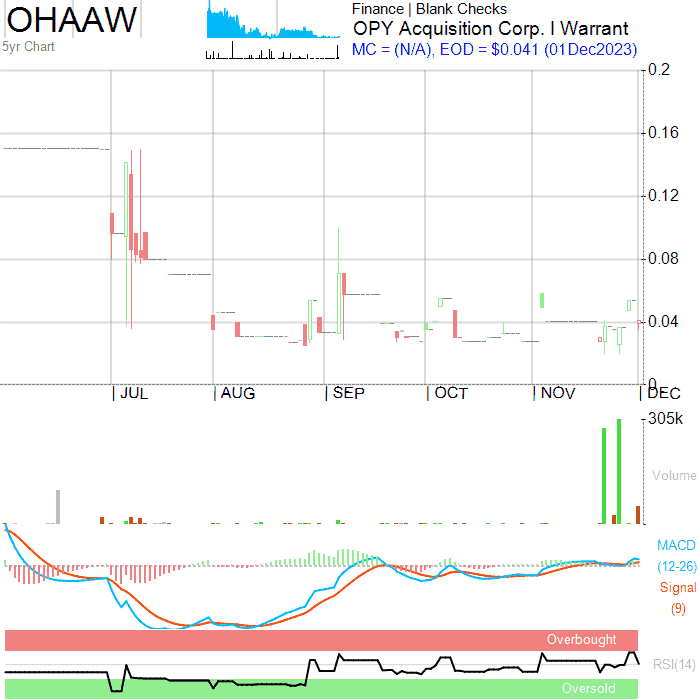 OHAAW
5yr Chart
Finance | Blank Checks
OPY Acquisition Corp. I Warrant
MC = (N/A), EOD = $0.041 (01Dec2023)
0.2
0.16
0.12
0.08
0.04
0
JUL AUG SEP OCT NOV DEC
305k
Volume
MACD
(12-26)
Signal
(9)
Overbought
RSI(14)
Oversold